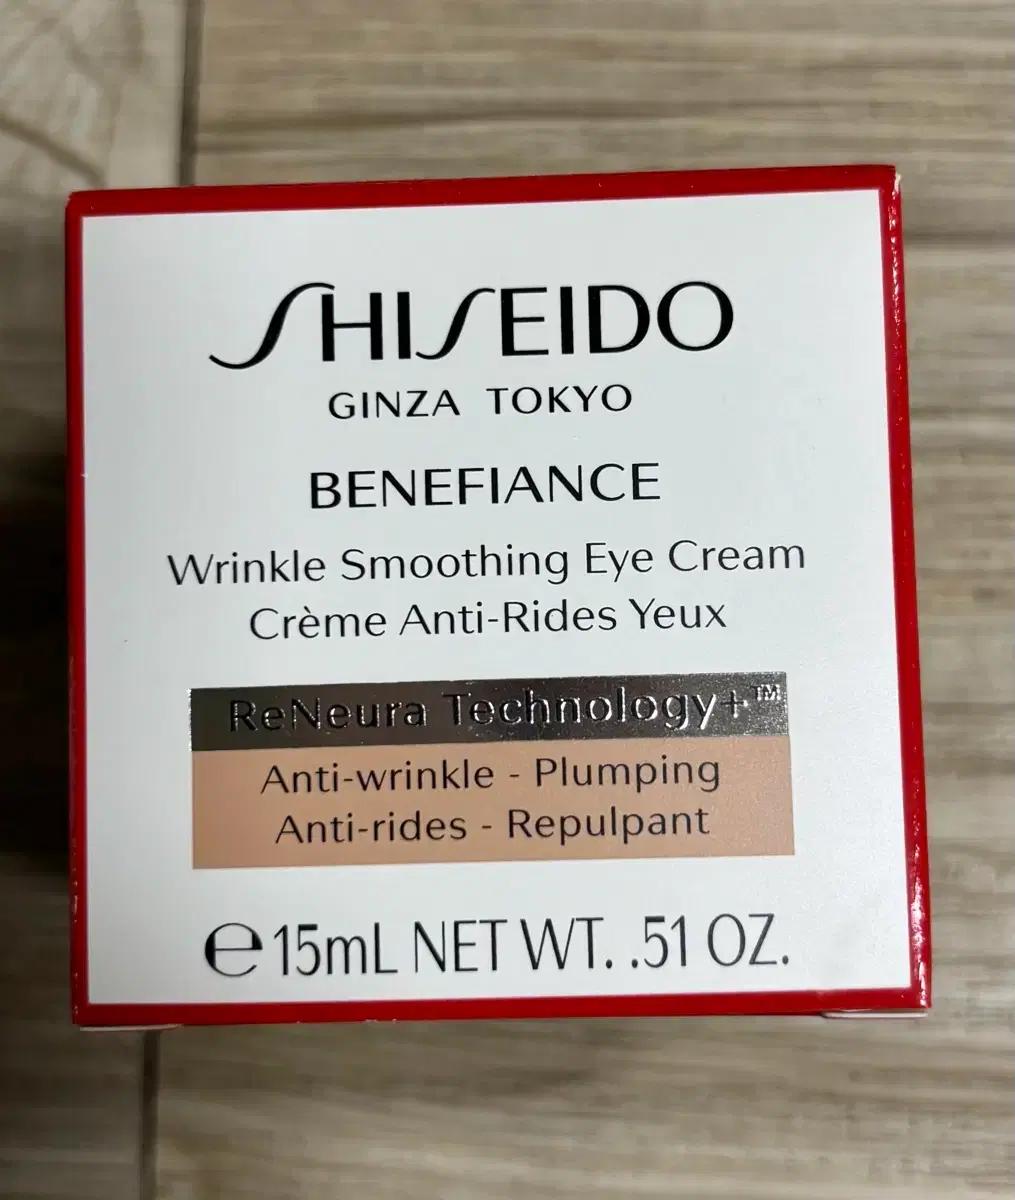 SHISEIDO
GINZA TOKYO
BENEFIANCE
Wrinkle Smoothing Eye Cream
Crème Anti-Rides Yeux
ReNeura Technology+™
Anti-wrinkle - Plumping
Anti-rides - Repulpant
℮ 15mL NET WT. .51 OZ.